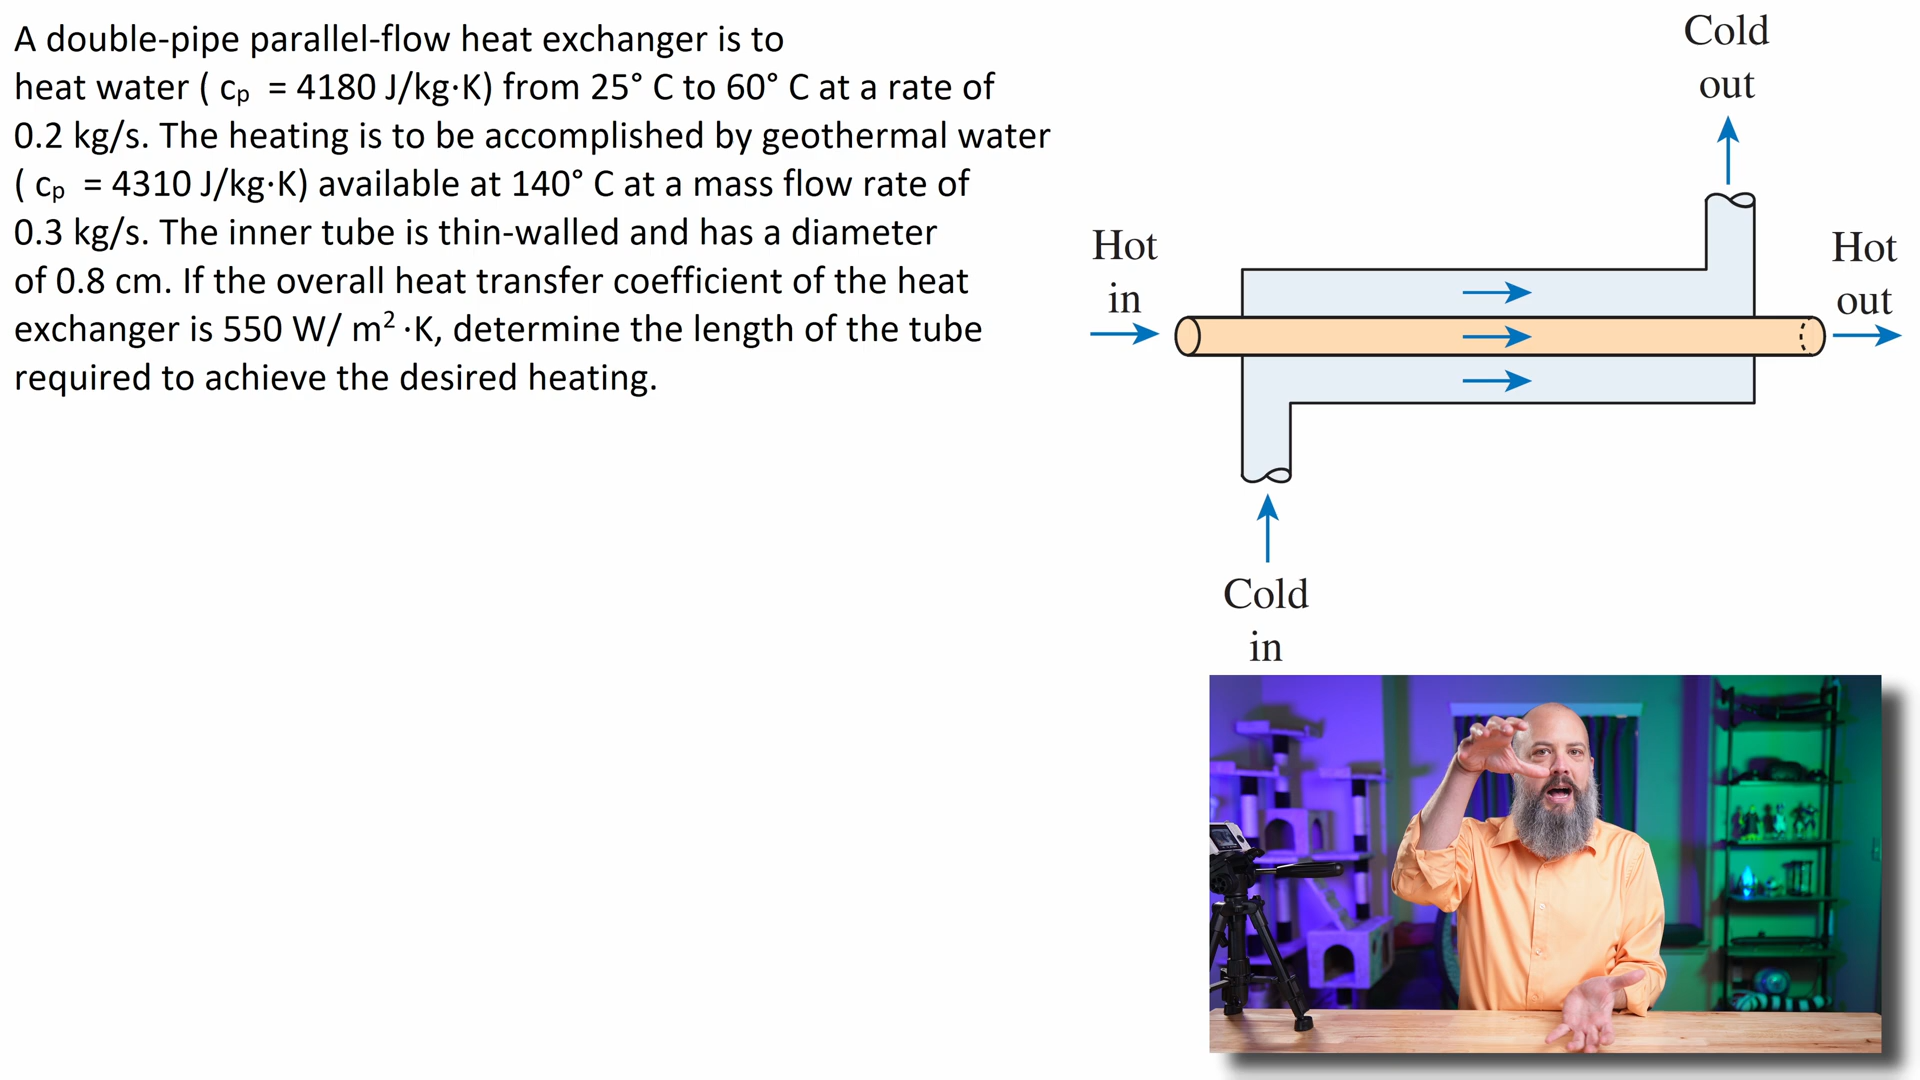 A double-pipe parallel-flow heat exchanger is to
heat water ( cₚ = 4180 J/kg·K) from 25° C to 60° C at a rate of
0.2 kg/s. The heating is to be accomplished by geothermal water
( cₚ = 4310 J/kg·K) available at 140° C at a mass flow rate of
0.3 kg/s. The inner tube is thin-walled and has a diameter
of 0.8 cm. If the overall heat transfer coefficient of the heat
exchanger is 550 W/ m² ·K, determine the length of the tube
required to achieve the desired heating.
Cold
out
Hot
in
Hot
out
Cold
in